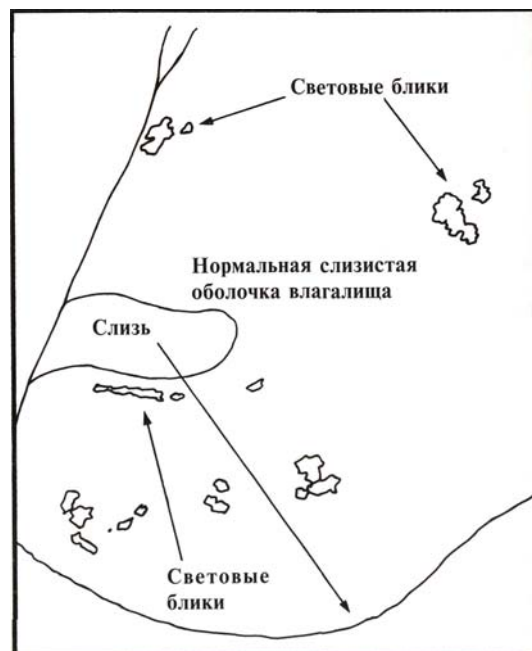 Световые блики
Нормальная слизистая
оболочка влагалища
Слизь
Световые
блики